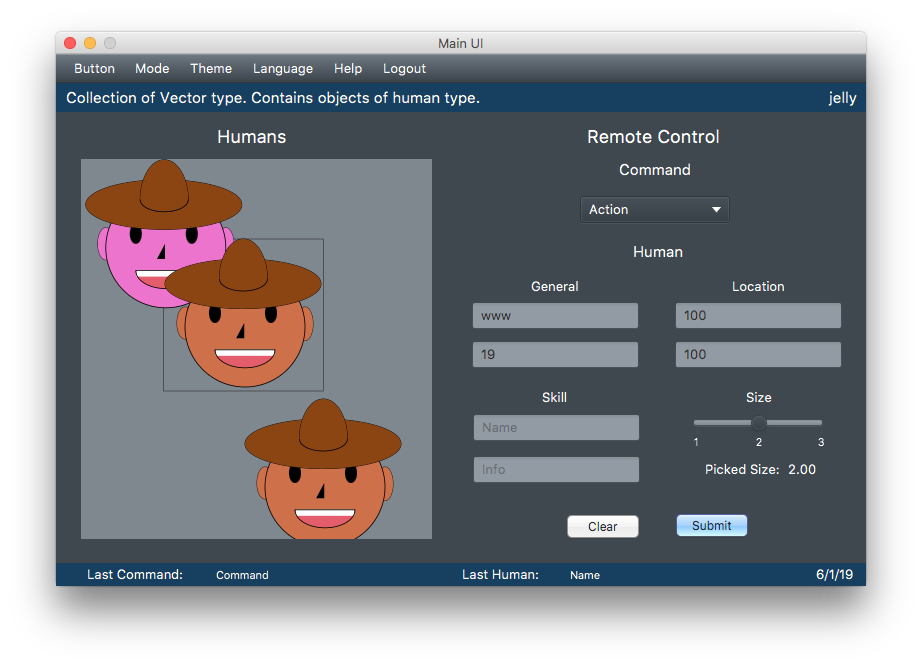 Main UI
Button Mode Theme Language Help Logout
Collection of Vector type. Contains objects of human type. jelly
Humans
Remote Control
Command
Action
Human
General Location
www 100
19 100
Skill Size
Name
1 2 3
Info
Picked Size: 2.00
Clear Submit
Last Command: Command Last Human: Name 6/1/19